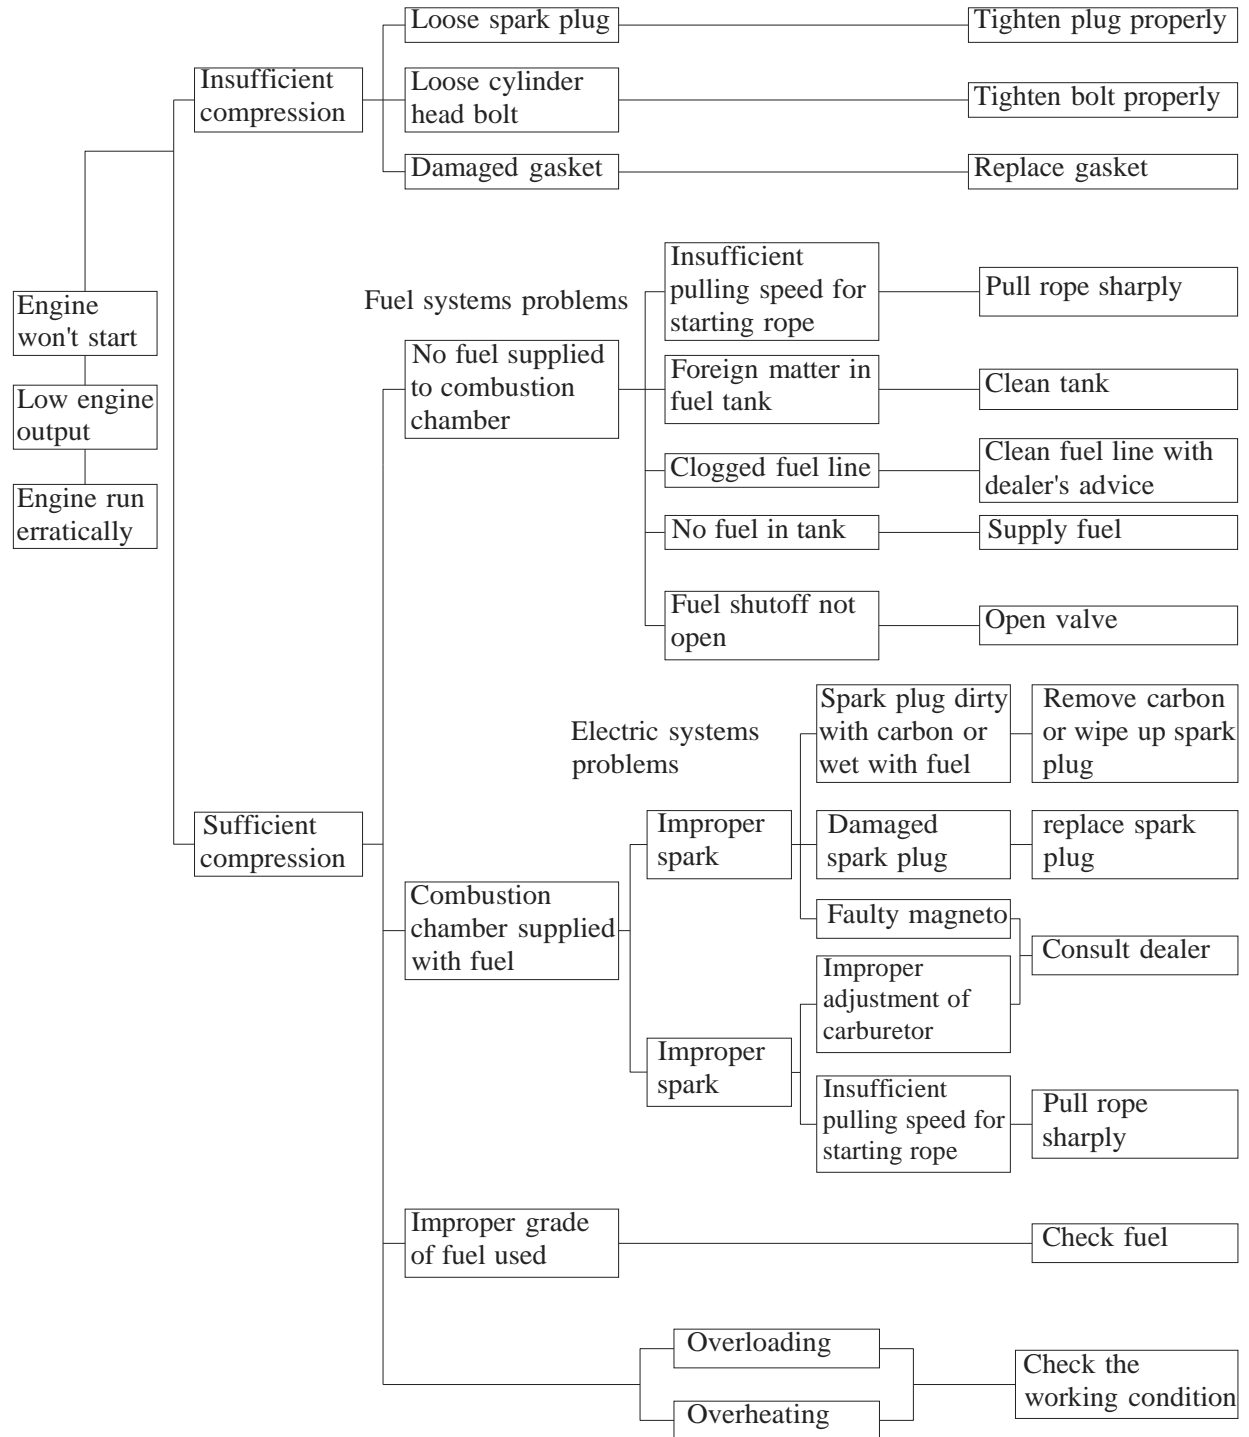 Loose spark plug
Tighten plug properly
Insufficient
compression
Loose cylinder
head bolt
Tighten bolt properly
Damaged gasket
Replace gasket
Engine
won't start
Low engine
output
Engine run
erratically
Fuel systems problems
No fuel supplied
to combustion
chamber
Insufficient
pulling speed for
starting rope
Pull rope sharply
Foreign matter in
fuel tank
Clean tank
Clogged fuel line
Clean fuel line with
dealer's advice
No fuel in tank
Supply fuel
Fuel shutoff not
open
Open valve
Sufficient
compression
Electric systems
problems
Combustion
chamber supplied
with fuel
Improper
spark
Spark plug dirty
with carbon or
wet with fuel
Remove carbon
or wipe up spark
plug
Damaged
spark plug
replace spark
plug
Faulty magneto
Consult dealer
Improper
spark
Improper
adjustment of
carburetor
Insufficient
pulling speed for
starting rope
Pull rope
sharply
Improper grade
of fuel used
Check fuel
Overloading
Overheating
Check the
working condition